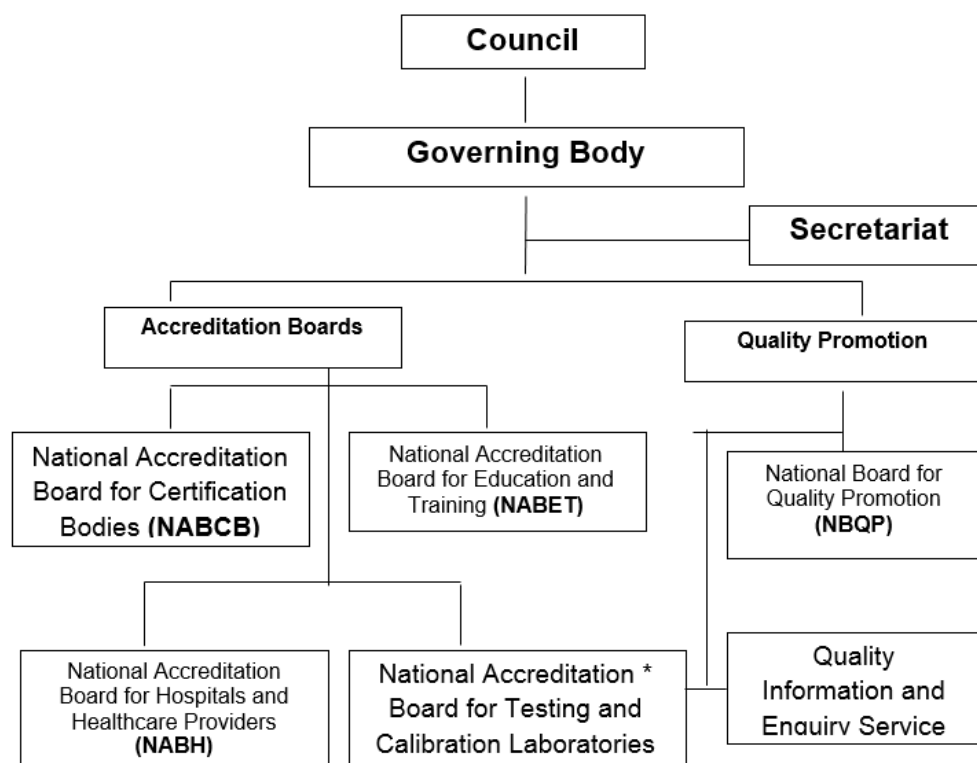 Council
Governing Body
Secretariat
Accreditation Boards
Quality Promotion
National Accreditation
Board for Certification
Bodies (NABCB)
National Accreditation
Board for Education and
Training (NABET)
National Board for
Quality Promotion
(NBQP)
National Accreditation
Board for Hospitals and
Healthcare Providers
(NABH)
National Accreditation *
Board for Testing and
Calibration Laboratories
Quality
Information and
Enquiry Service